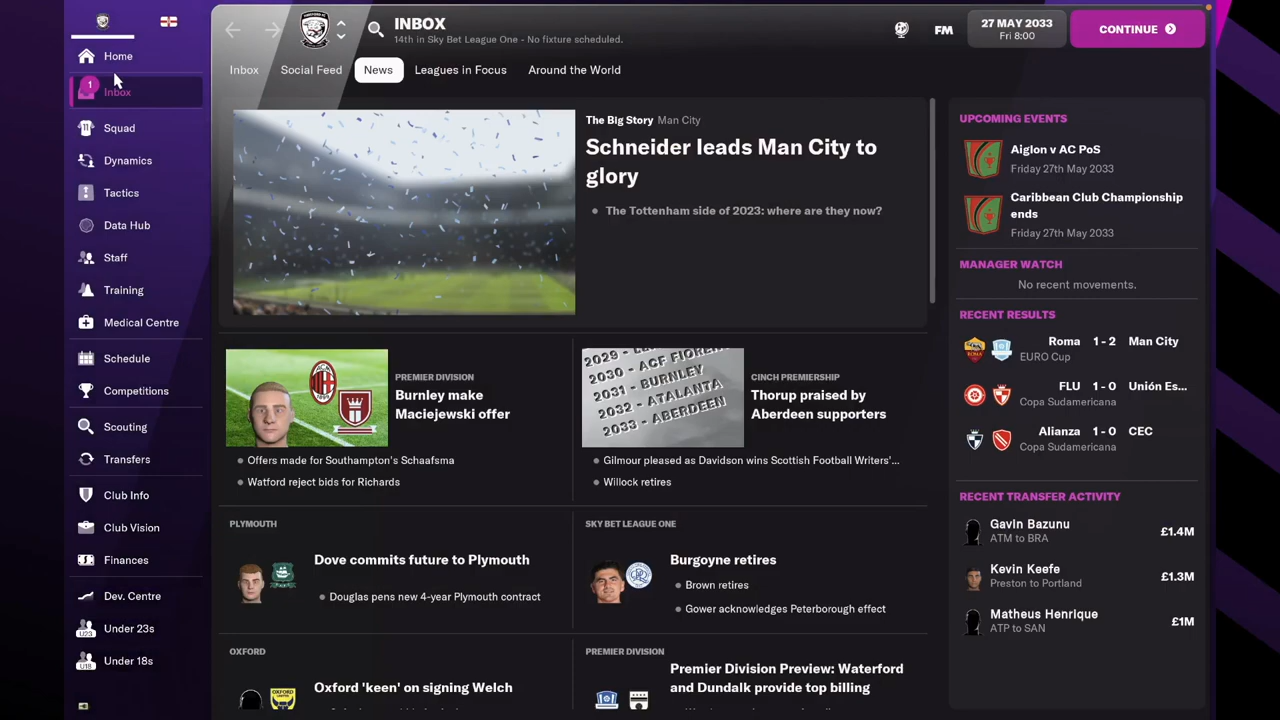 INBOX
14th in Sky Bet League One - No fixture scheduled.
FM
27 MAY 2033
Fri 8:00
CONTINUE
Home
1
Inbox
Squad
Dynamics
Tactics
Data Hub
Staff
Training
Medical Centre
Schedule
Competitions
Scouting
Transfers
Club Info
Club Vision
Finances
Dev. Centre
U23
Under 23s
U18
Under 18s
Inbox
Social Feed
News
Leagues in Focus
Around the World
The Big Story Man City
Schneider leads Man City to
glory
The Tottenham side of 2023: where are they now?
PREMIER DIVISION
Burnley make
Maciejewski offer
Offers made for Southampton's Schaafsma
Watford reject bids for Richards
2030 - ACF FIOREN
2031 - BURNLEY
2032 - ATALANTA
2033 - ABERDEEN
CINCH PREMIERSHIP
Thorup praised by
Aberdeen supporters
Gilmour pleased as Davidson wins Scottish Football Writers'...
Willock retires
PLYMOUTH
Dove commits future to Plymouth
Douglas pens new 4-year Plymouth contract
SKY BET LEAGUE ONE
Burgoyne retires
Brown retires
Gower acknowledges Peterborough effect
OXFORD
Oxford 'keen' on signing Welch
PREMIER DIVISION
Premier Division Preview: Waterford
and Dundalk provide top billing
UPCOMING EVENTS
Aiglon v AC PoS
Friday 27th May 2033
Caribbean Club Championship
ends
Friday 27th May 2033
MANAGER WATCH
No recent movements.
RECENT RESULTS
Roma 1 - 2 Man City
EURO Cup
FLU 1 - 0 Unión Es...
Copa Sudamericana
Alianza 1 - 0 CEC
Copa Sudamericana
RECENT TRANSFER ACTIVITY
Gavin Bazunu
ATM to BRA
£1.4M
Kevin Keefe
Preston to Portland
£1.3M
Matheus Henrique
ATP to SAN
£1M